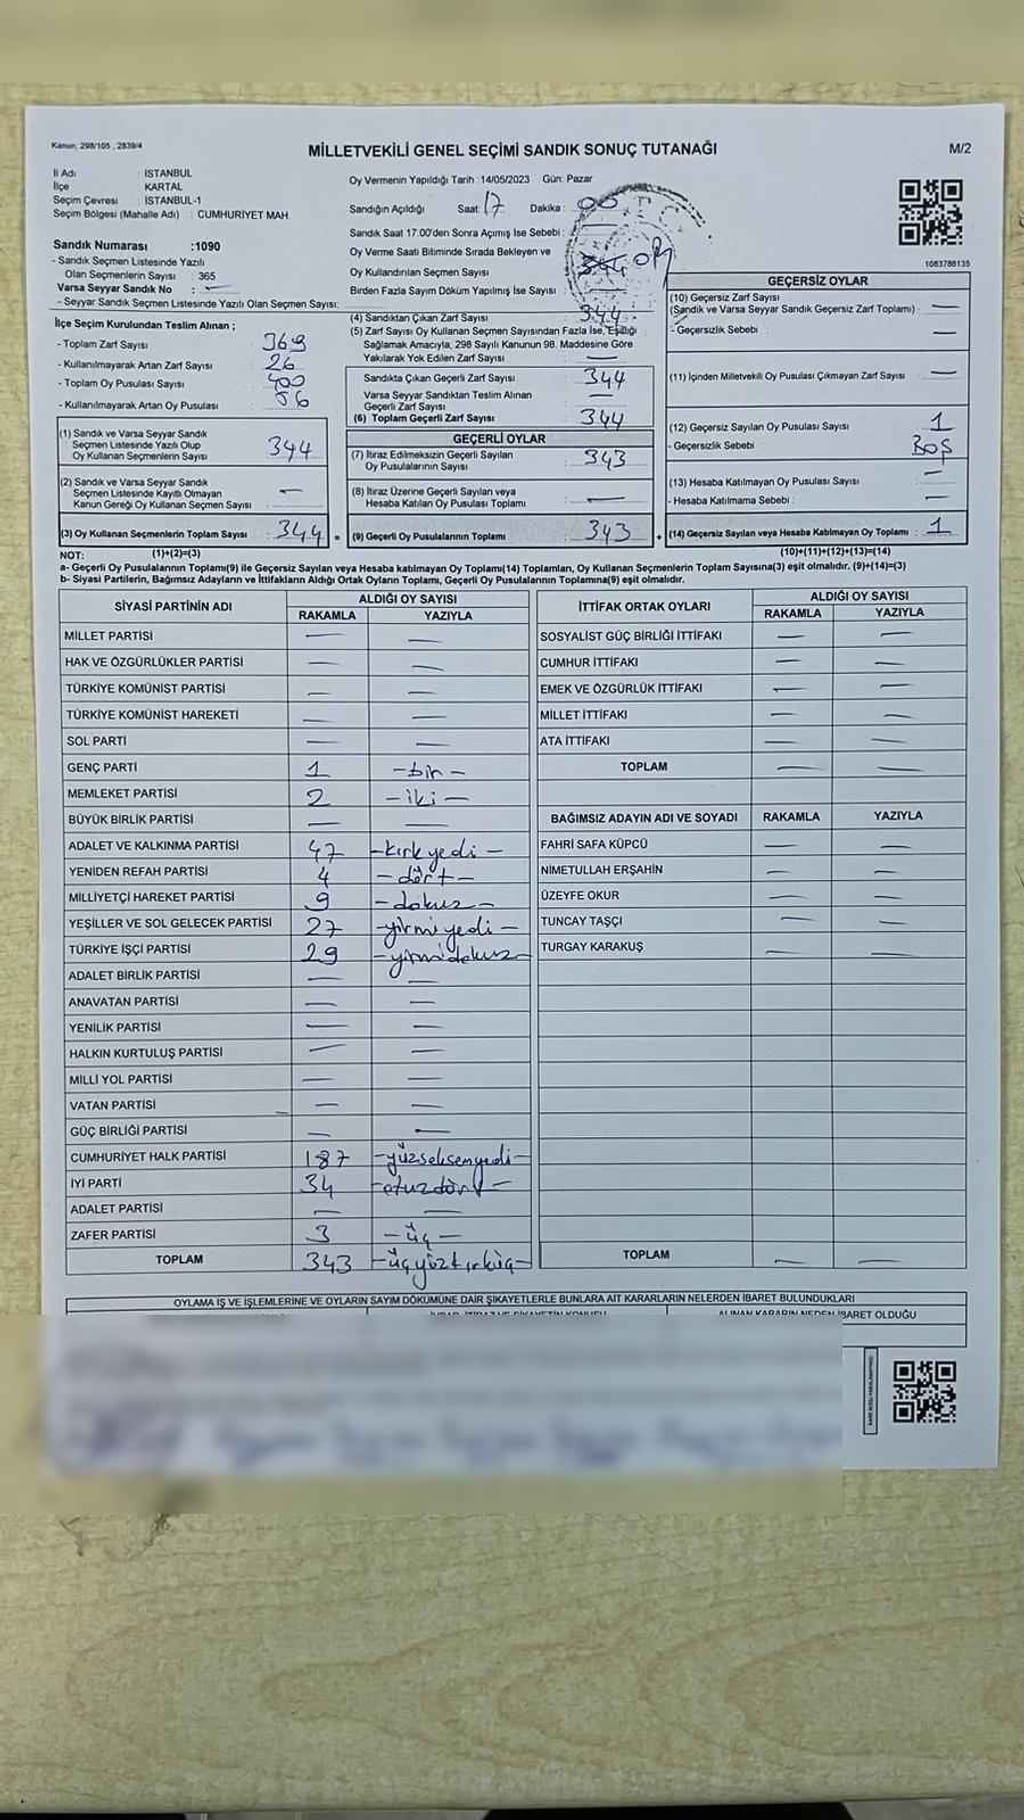 Kanun, 298/105 , 2839/4
MİLLETVEKİLİ GENEL SEÇİMİ SANDIK SONUÇ TUTANAĞI
M/2
İl Adı : İSTANBUL
İlçe : KARTAL
Seçim Çevresi : İSTANBUL-1
Seçim Bölgesi (Mahalle Adı) : CUMHURİYET MAH.
Sandık Numarası :1090
- Sandık Seçmen Listesinde Yazılı
Olan Seçmenlerin Sayısı : 365
Varsa Seyyar Sandık No : —
- Seyyar Sandık Seçmen Listesinde Yazılı Olan Seçmen Sayısı:
İlçe Seçim Kurulundan Teslim Alınan ;
- Toplam Zarf Sayısı 369
- Kullanılmayarak Artan Zarf Sayısı 26
- Toplam Oy Pusulası Sayısı 400
- Kullanılmayarak Artan Oy Pusulası 56
(1) Sandık ve Varsa Seyyar Sandık
Seçmen Listesinde Yazılı Olup
Oy Kullanan Seçmenlerin Sayısı 344
(2) Sandık ve Varsa Seyyar Sandık
Seçmen Listesinde Kayıtlı Olmayan
Kanun Gereği Oy Kullanan Seçmen Sayısı —
(3) Oy Kullanan Seçmenlerin Toplam Sayısı : 344
Oy Vermenin Yapıldığı Tarih :14/05/2023 Gün: Pazar
Sandığın Açıldığı Saat: 17 Dakika : 00
Sandık Saat 17.00'den Sonra Açımış İse Sebebi :
Oy Verme Saati Bitiminde Sırada Bekleyen ve
Oy Kullandırılan Seçmen Sayısı
Birden Fazla Sayım Döküm Yapılmış İse Sayısı —
(4) Sandıktan Çıkan Zarf Sayısı 344
(5) Zarf Sayısı Oy Kullanan Seçmen Sayısından Fazla İse, Eşitliği
Sağlamak Amacıyla, 298 Sayılı Kanunun 98. Maddesine Göre
Yakılarak Yok Edilen Zarf Sayısı —
Sandıkta Çıkan Geçerli Zarf Sayısı 344
Varsa Seyyar Sandıktan Teslim Alınan
Geçerli Zarf Sayısı —
(6) Toplam Geçerli Zarf Sayısı 344
GEÇERLİ OYLAR
(7) İtiraz Edilmeksizin Geçerli Sayılan
Oy Pusulalarının Sayısı : 343
(8) İtiraz Üzerine Geçerli Sayılan veya
Hesaba Katılan Oy Pusulası Toplamı : —
(9) Geçerli Oy Pusulalarının Toplamı : 343
1083788135
GEÇERSİZ OYLAR
(10) Geçersiz Zarf Sayısı
(Sandık ve Varsa Seyyar Sandık Geçersiz Zarf Toplamı) : —
- Geçersizlik Sebebi —
(11) İçinden Milletvekili Oy Pusulası Çıkmayan Zarf Sayısı —
(12) Geçersiz Sayılan Oy Pusulası Sayısı 1
- Geçersizlik Sebebi BOŞ
(13) Hesaba Katılmayan Oy Pusulası Sayısı —
- Hesaba Katılmama Sebebi : —
(14) Geçersiz Sayılan veya Hesaba Katılmayan Oy Toplamı : 1
NOT: (1)+(2)=(3) (10)+(11)+(12)+(13)=(14)
a- Geçerli Oy Pusulalarının Toplamı(9) ile Geçersiz Sayılan veya Hesaba katılmayan Oy Toplamı(14) Toplamları, Oy Kullanan Seçmenlerin Toplam Sayısına(3) eşit olmalıdır. (9)+(14)=(3)
b- Siyasi Partilerin, Bağımsız Adayların ve İttifakların Aldığı Ortak Oyların Toplamı, Geçerli Oy Pusulalarının Toplamına(9) eşit olmalıdır.
SİYASİ PARTİNİN ADI ALDIĞI OY SAYISI
RAKAMLA YAZIYLA
MİLLET PARTİSİ — —
HAK VE ÖZGÜRLÜKLER PARTİSİ — —
TÜRKİYE KOMÜNİST PARTİSİ — —
TÜRKİYE KOMÜNİST HAREKETİ — —
SOL PARTİ — —
GENÇ PARTİ 1 -bir-
MEMLEKET PARTİSİ 2 -iki-
BÜYÜK BİRLİK PARTİSİ — —
ADALET VE KALKINMA PARTİSİ 47 -kırkyedi-
YENİDEN REFAH PARTİSİ 4 -dört-
MİLLİYETÇİ HAREKET PARTİSİ 9 -dokuz-
YEŞİLLER VE SOL GELECEK PARTİSİ 27 -yirmiyedi-
TÜRKİYE İŞÇİ PARTİSİ 29 -yirmidokuz-
ADALET BİRLİK PARTİSİ — —
ANAVATAN PARTİSİ — —
YENİLİK PARTİSİ — —
HALKIN KURTULUŞ PARTİSİ — —
MİLLİ YOL PARTİSİ — —
VATAN PARTİSİ — —
GÜÇ BİRLİĞİ PARTİSİ — —
CUMHURİYET HALK PARTİSİ 187 -yüzseksenyedi-
İYİ PARTİ 34 -otuzdört-
ADALET PARTİSİ — —
ZAFER PARTİSİ 3 -üç-
TOPLAM 343 -üçyüzkırküç-
İTTİFAK ORTAK OYLARI ALDIĞI OY SAYISI
RAKAMLA YAZIYLA
SOSYALİST GÜÇ BİRLİĞİ İTTİFAKI — —
CUMHUR İTTİFAKI — —
EMEK VE ÖZGÜRLÜK İTTİFAKI — —
MİLLET İTTİFAKI — —
ATA İTTİFAKI — —
TOPLAM — —
BAĞIMSIZ ADAYIN ADI VE SOYADI RAKAMLA YAZIYLA
FAHRİ SAFA KÜPCÜ — —
NİMETULLAH ERŞAHİN — —
ÜZEYFE OKUR — —
TUNCAY TAŞÇI — —
TURGAY KARAKUŞ — —
TOPLAM — —
OYLAMA İŞ VE İŞLEMLERİNE VE OYLARIN SAYIM DÖKÜMÜNE DAİR ŞİKAYETLERLE BUNLARA AİT KARARLARIN NELERDEN İBARET BULUNDUKLARI
ALINAN KARARIN NEDEN İBARET OLDUĞU